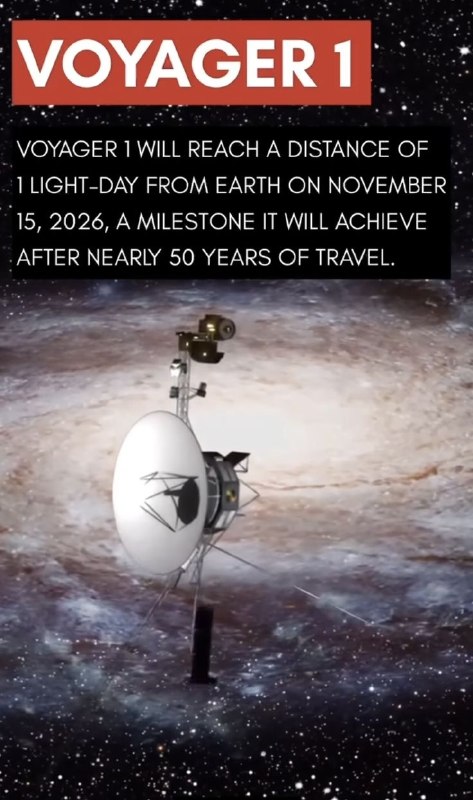 VOYAGER 1
VOYAGER 1 WILL REACH A DISTANCE OF
1 LIGHT-DAY FROM EARTH ON NOVEMBER
15, 2026, A MILESTONE IT WILL ACHIEVE
AFTER NEARLY 50 YEARS OF TRAVEL.